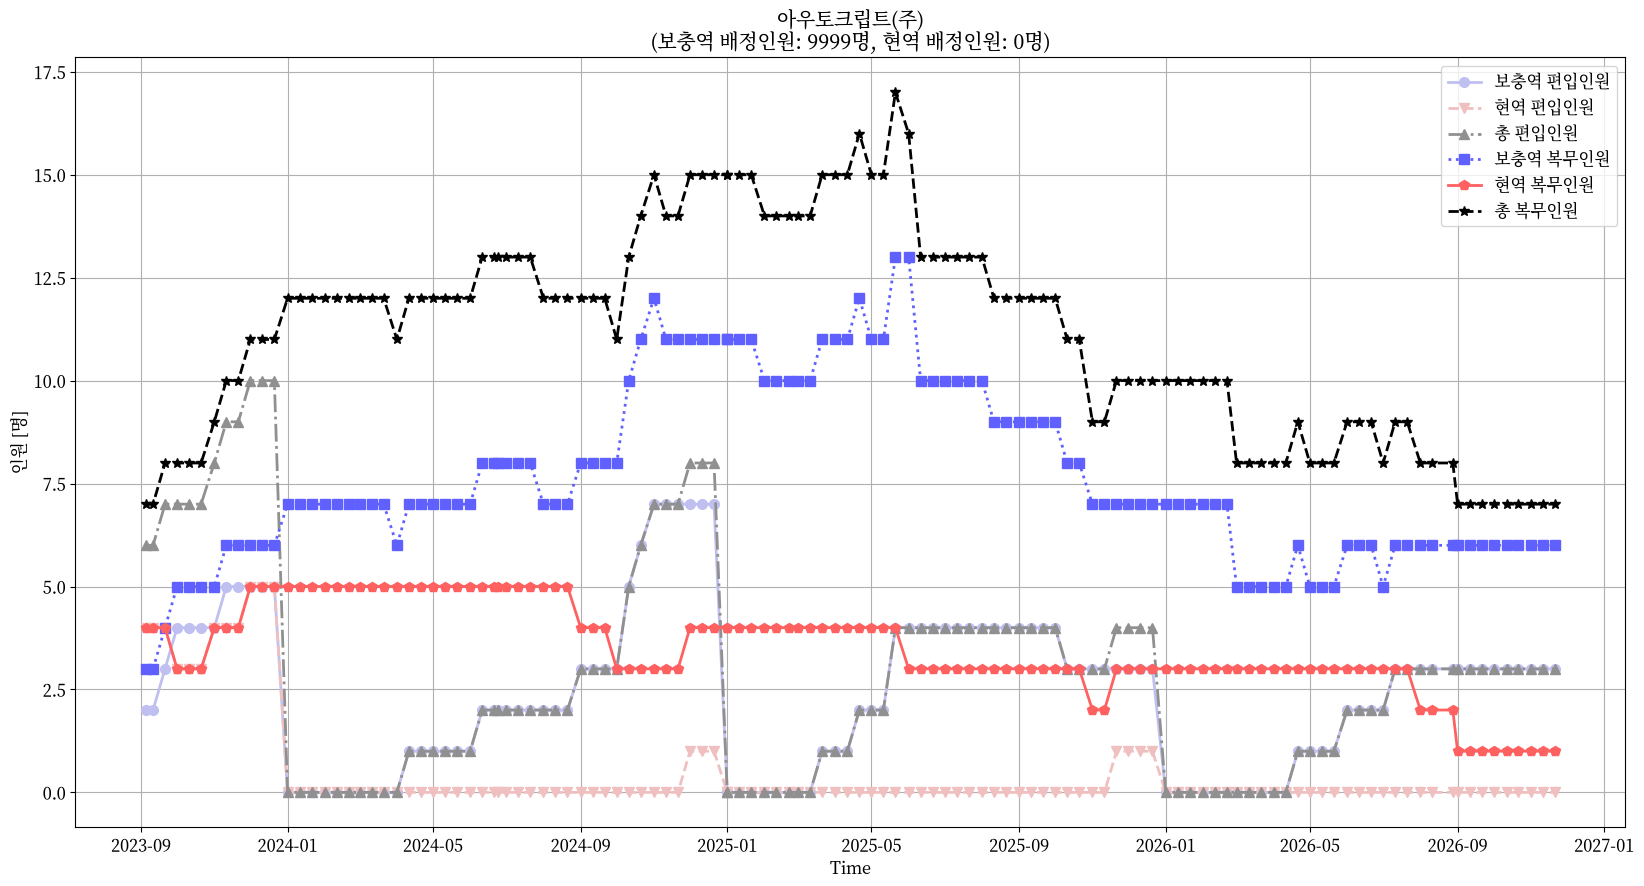 아우토크립트(주)
(보충역 배정인원: 9999명, 현역 배정인원: 0명)
보충역 편입인원
현역 편입인원
총 편입인원
보충역 복무인원
현역 복무인원
총 복무인원
인원 [명]
17.5
15.0
12.5
10.0
7.5
5.0
2.5
0.0
2023-09 2024-01 2024-05 2024-09 2025-01 2025-05 2025-09 2026-01 2026-05 2026-09 2027-01
Time